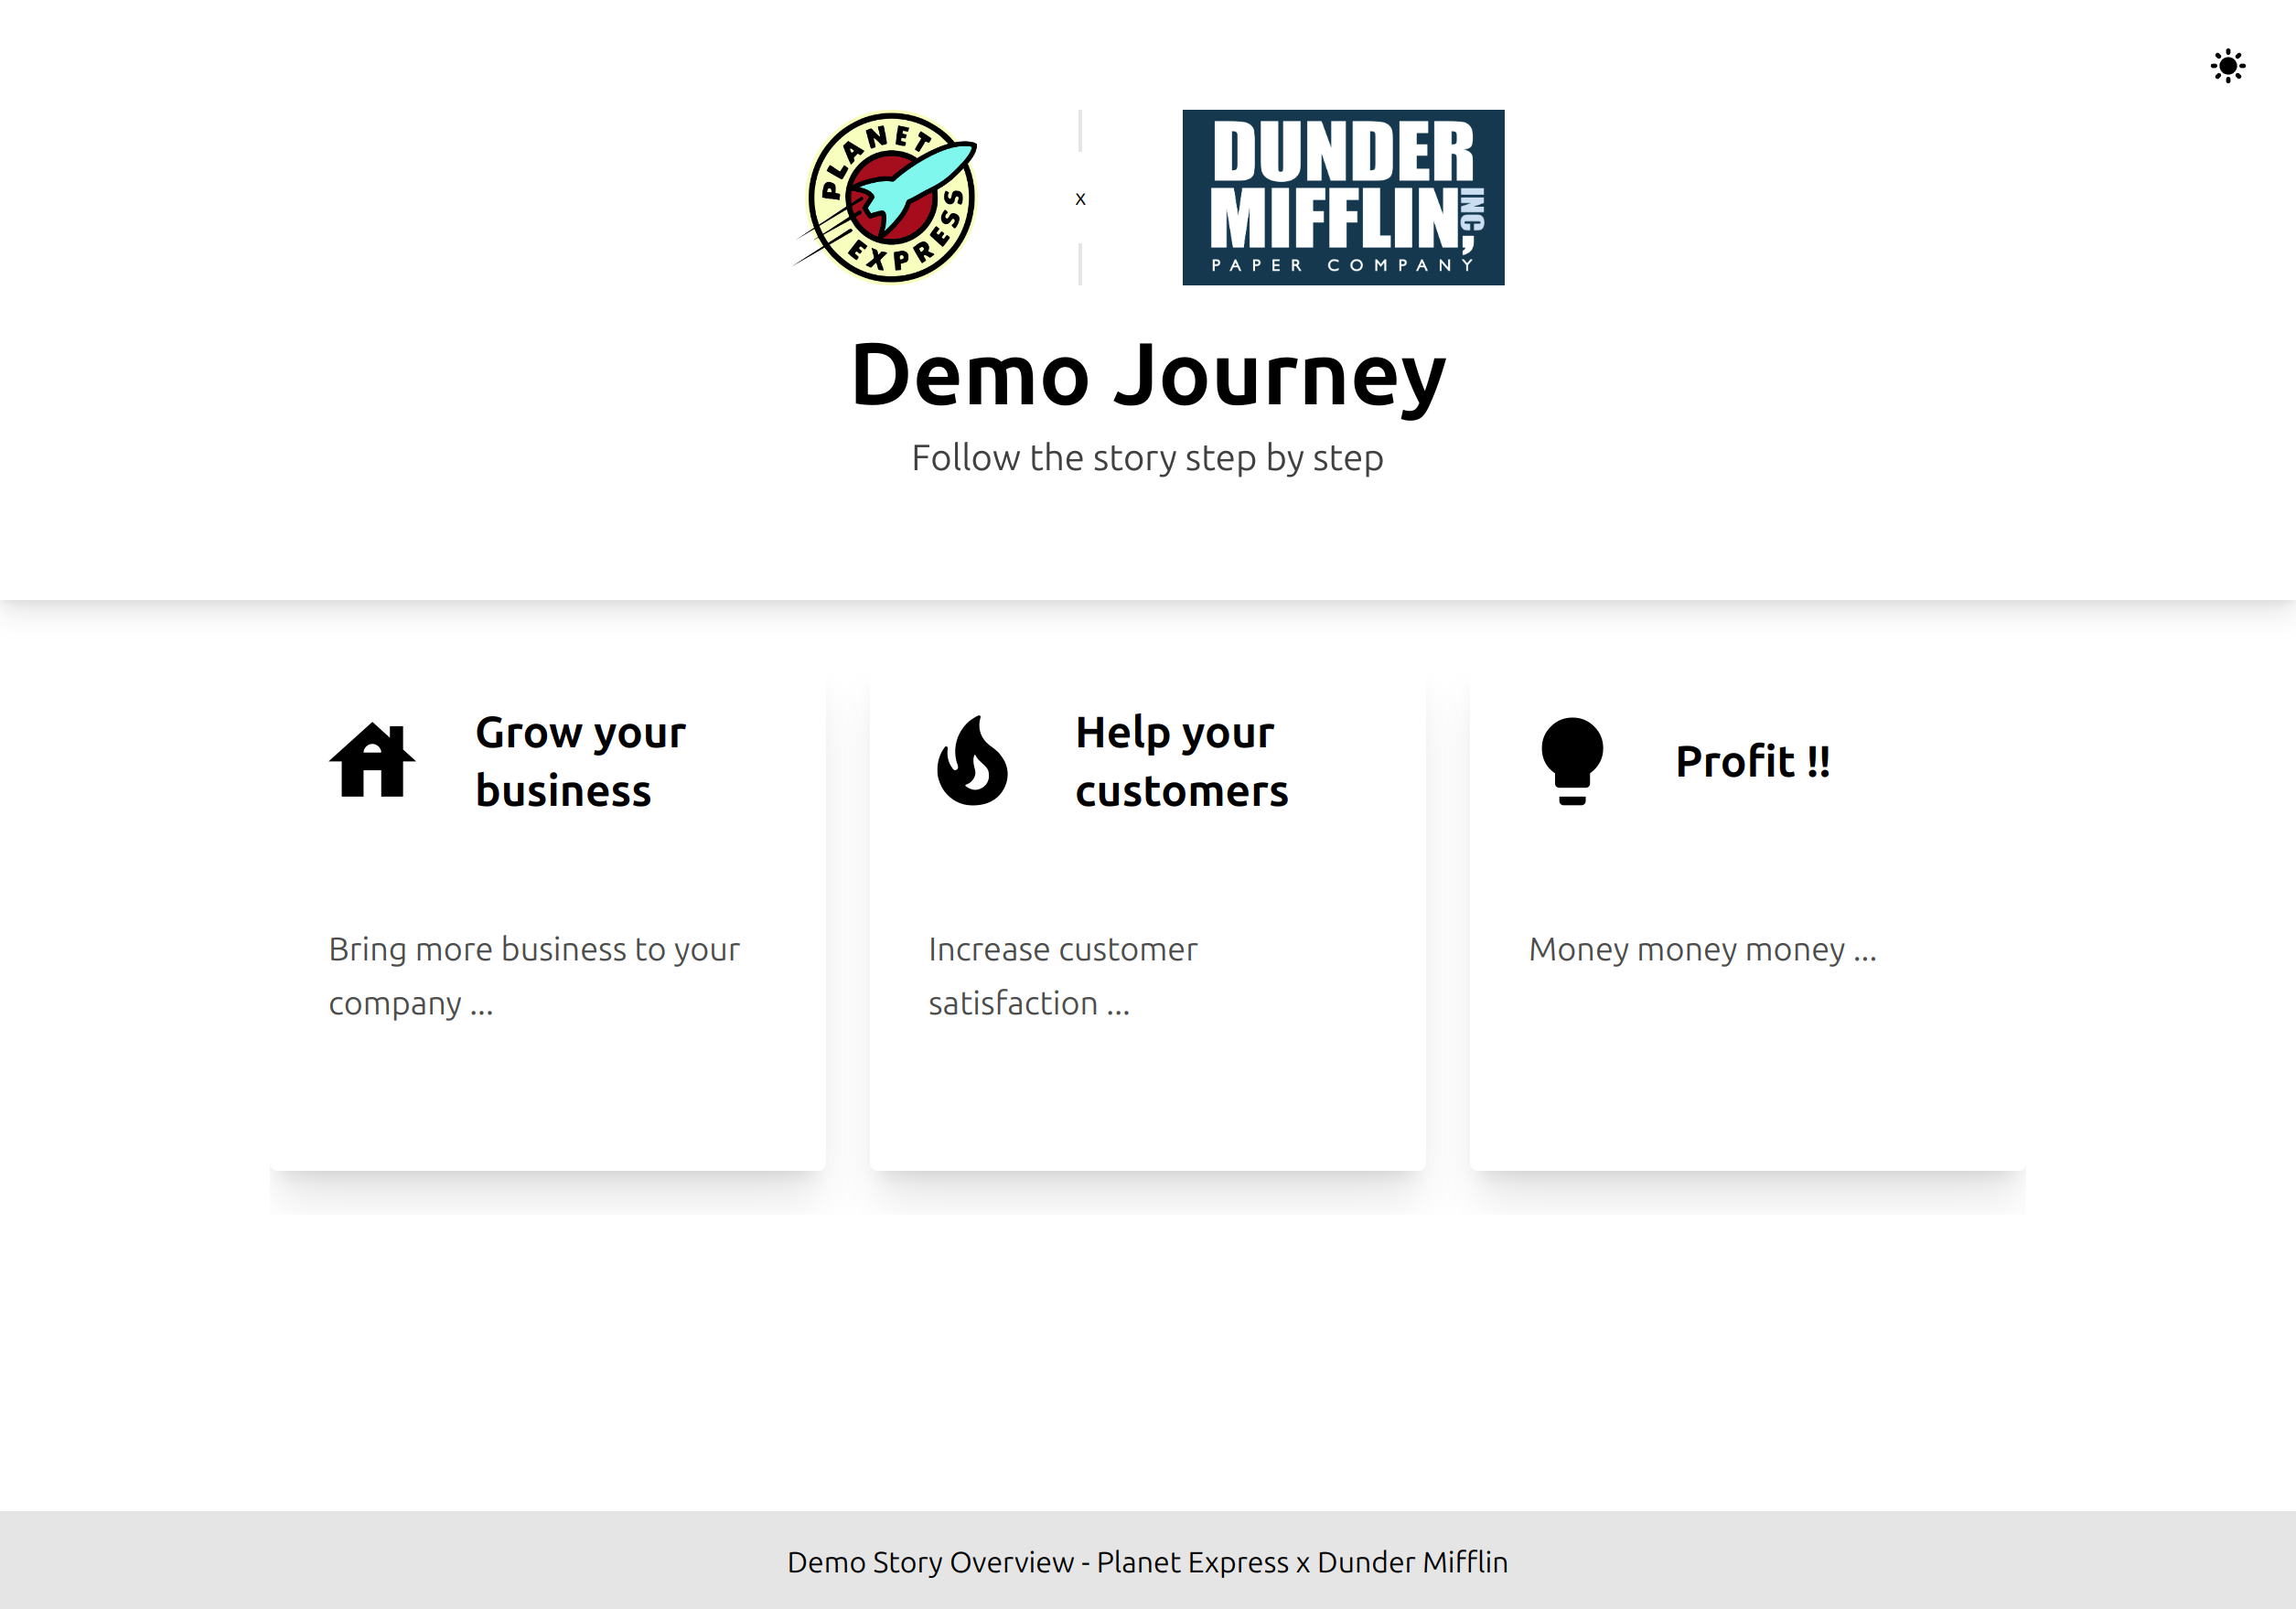 PLANET
EXPRESS
x
DUNDER
MIFFLIN,
INC
PAPER COMPANY
Demo Journey
Follow the story step by step
Grow your
business
Bring more business to your
company ...
Help your
customers
Increase customer
satisfaction ...
Profit !!
Money money money ...
Demo Story Overview - Planet Express x Dunder Mifflin